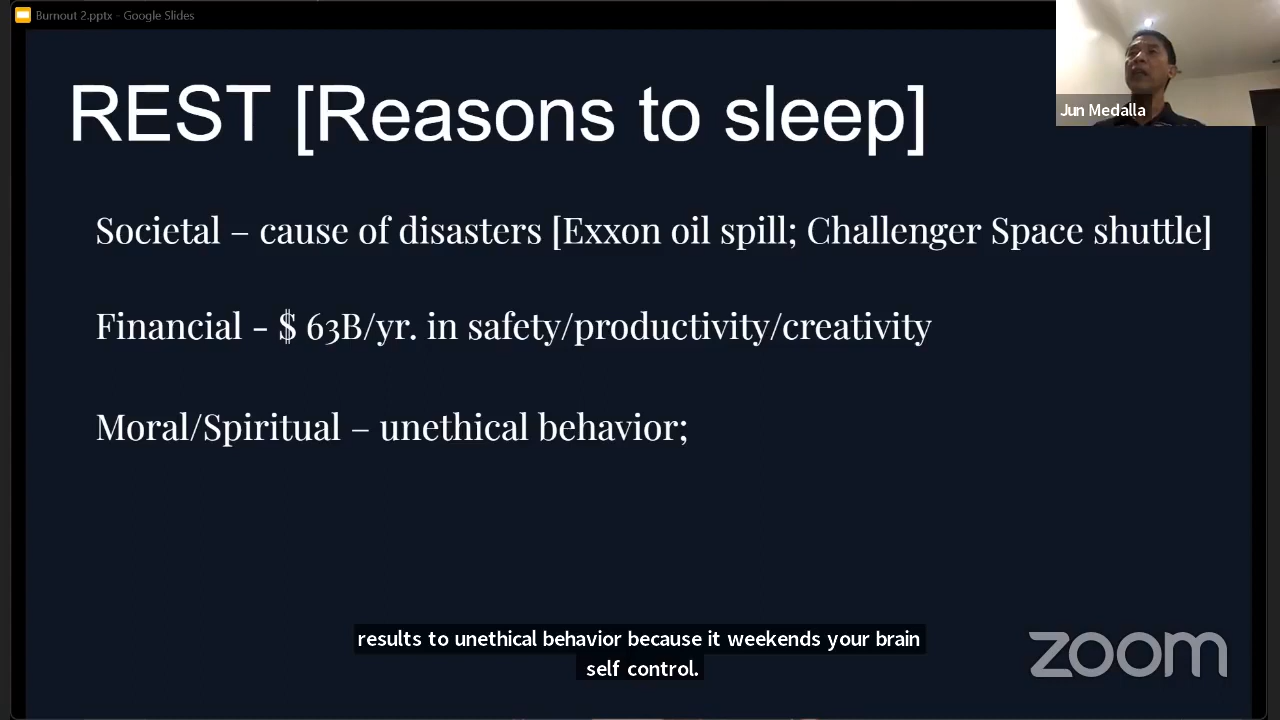 Burnout 2.pptx - Google Slides
Jun Medalla
REST [Reasons to sleep]
Societal – cause of disasters [Exxon oil spill; Challenger Space shuttle]
Financial - $ 63B/yr. in safety/productivity/creativity
Moral/Spiritual – unethical behavior;
results to unethical behavior because it weekends your brain
self control.
zoom